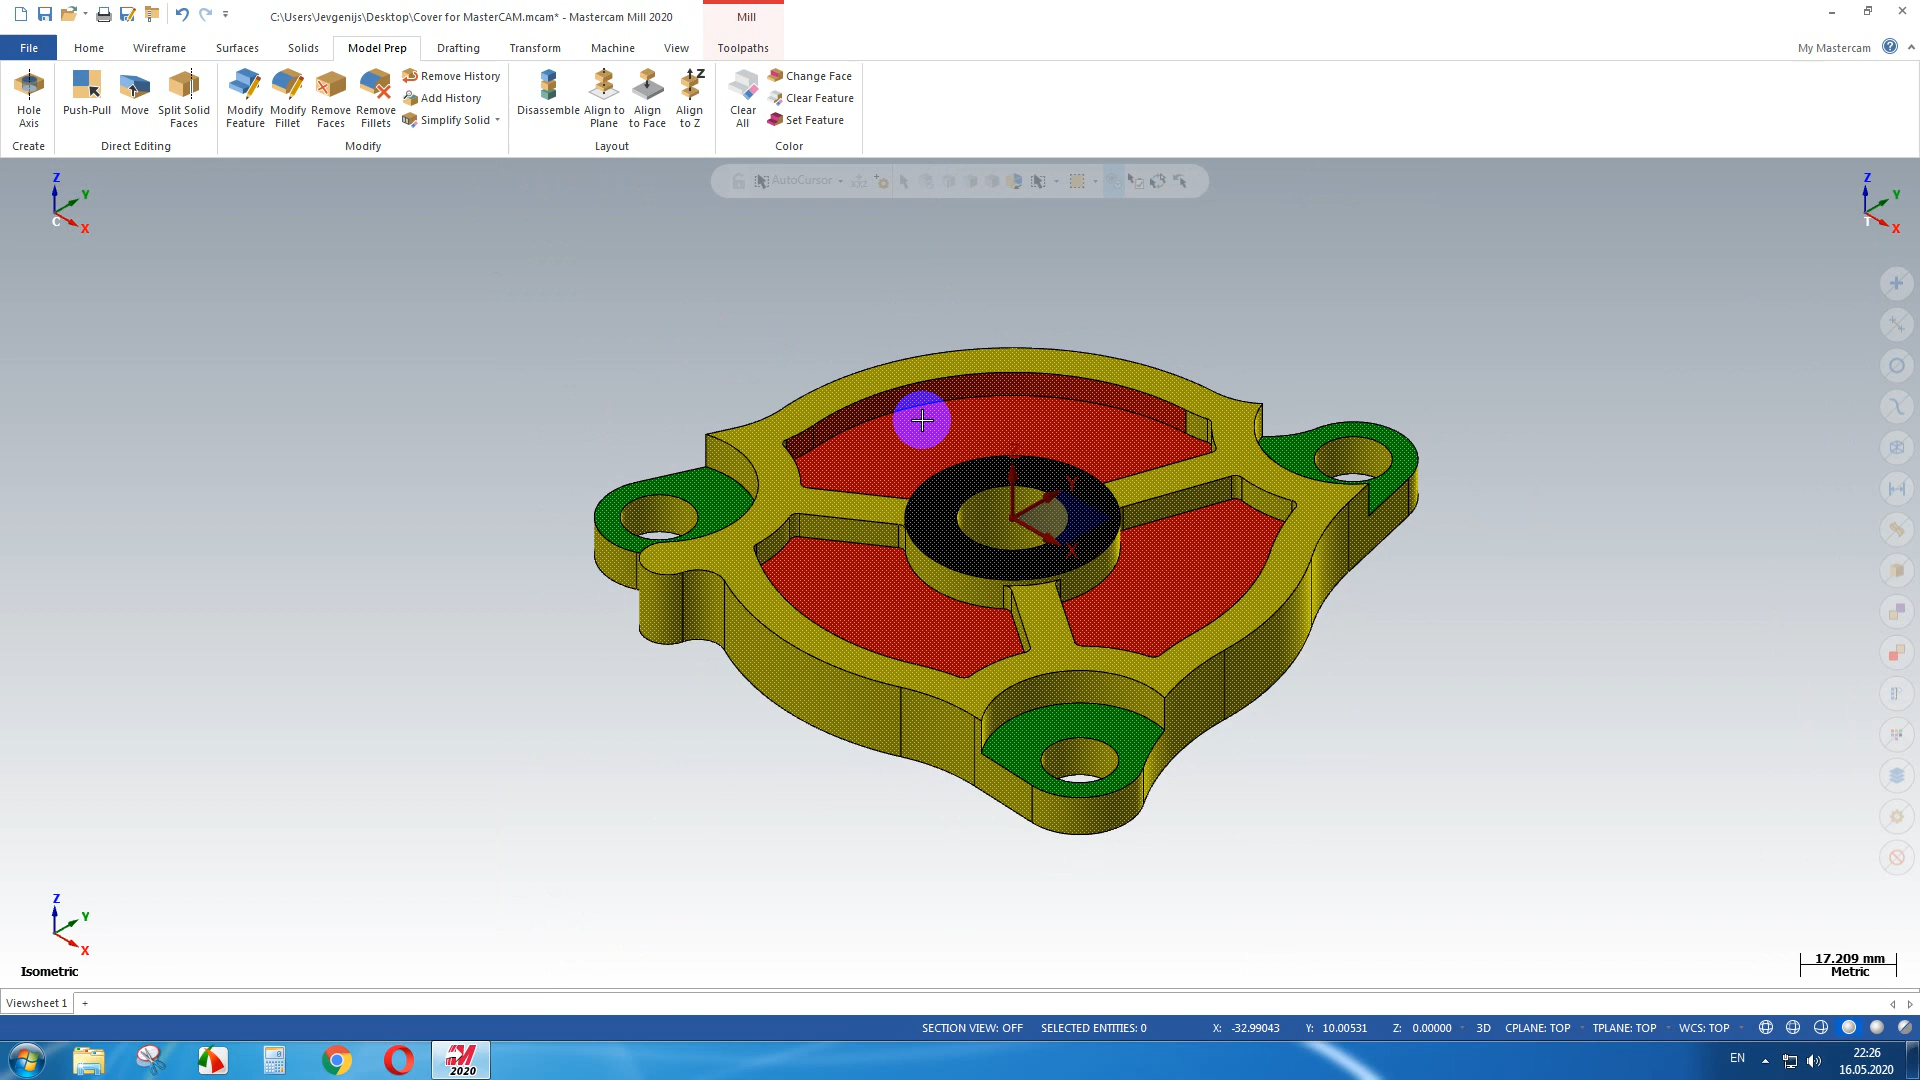 C:\Users\Jevgenijs\Desktop\Cover for MasterCAM.mcam* - Mastercam Mill 2020
Mill
File
Home
Wireframe
Surfaces
Solids
Model Prep
Drafting
Transform
Machine
View
Toolpaths
My Mastercam
Hole Axis
Push-Pull
Move
Split Solid Faces
Modify Feature
Modify Fillet
Remove Faces
Remove Fillets
Remove History
Add History
Simplify Solid
Disassemble
Align to Plane
Align to Face
Align to Z
Clear All
Change Face
Clear Feature
Set Feature
Create
Direct Editing
Modify
Layout
Color
AutoCursor
Z
Y
X
C
Z
Y
X
T
Z
Y
X
Z
Y
X
Isometric
17.209 mm
Metric
Viewsheet 1
+
SECTION VIEW: OFF
SELECTED ENTITIES: 0
X: -32.99043
Y: 10.00531
Z: 0.00000
3D
CPLANE: TOP
TPLANE: TOP
WCS: TOP
2020
EN
22:26
16.05.2020